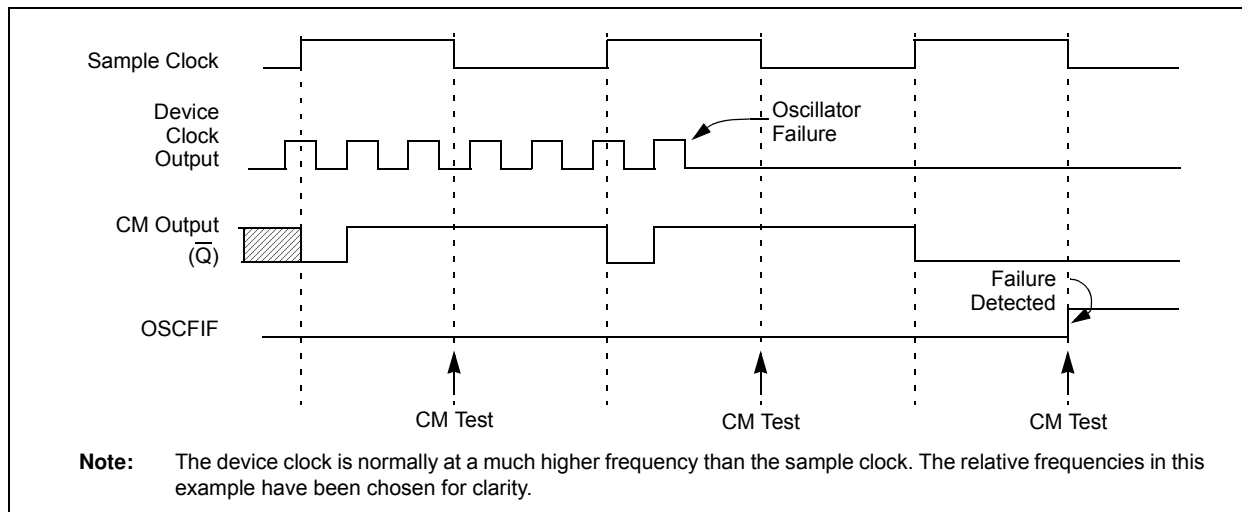 Sample Clock
Device
Clock
Output
Oscillator
Failure
CM Output
(Q̅)
Failure
Detected
OSCFIF
CM Test
CM Test
CM Test
Note: The device clock is normally at a much higher frequency than the sample clock. The relative frequencies in this
example have been chosen for clarity.